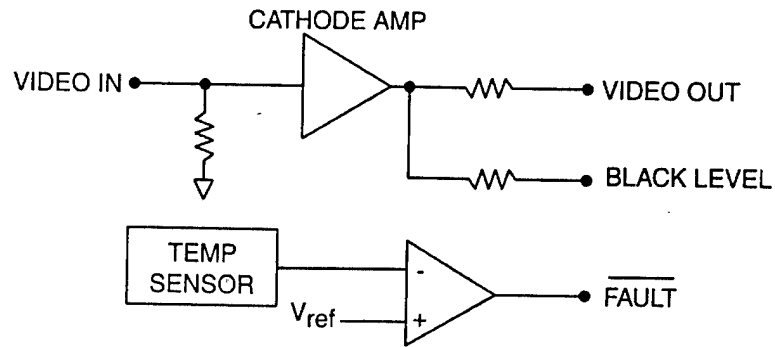 CATHODE AMP
VIDEO IN
VIDEO OUT
BLACK LEVEL
TEMP
SENSOR
-
Vref
+
FAULT